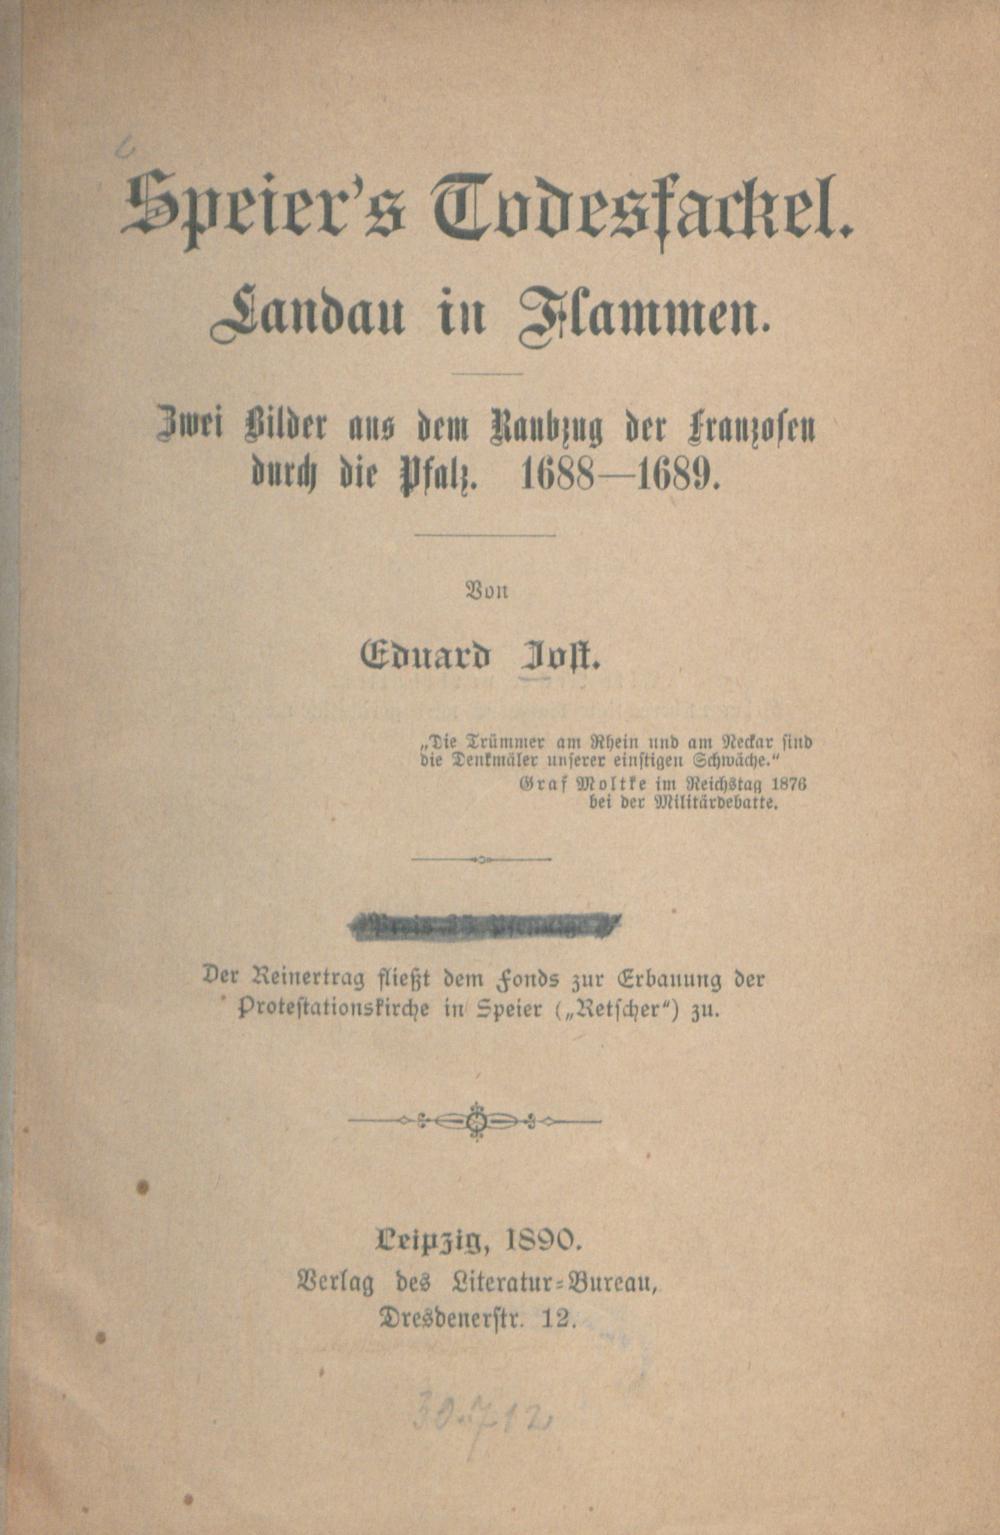 Speier's Todesfackel.
Landau in Flammen.
Zwei Bilder aus dem Raubzug der Franzosen
durch die Pfalz. 1688—1689.
Von
Eduard Jost.
„Die Trümmer am Rhein und am Neckar sind
die Denkmäler unserer einstigen Schwäche.“
Graf Moltke im Reichstag 1876
bei der Militärdebatte.
Der Reinertrag fließt dem Fonds zur Erbauung der
Protestationskirche in Speier („Retscher“) zu.
Leipzig, 1890.
Verlag des Literatur-Bureau,
Dresdenerstr. 12.